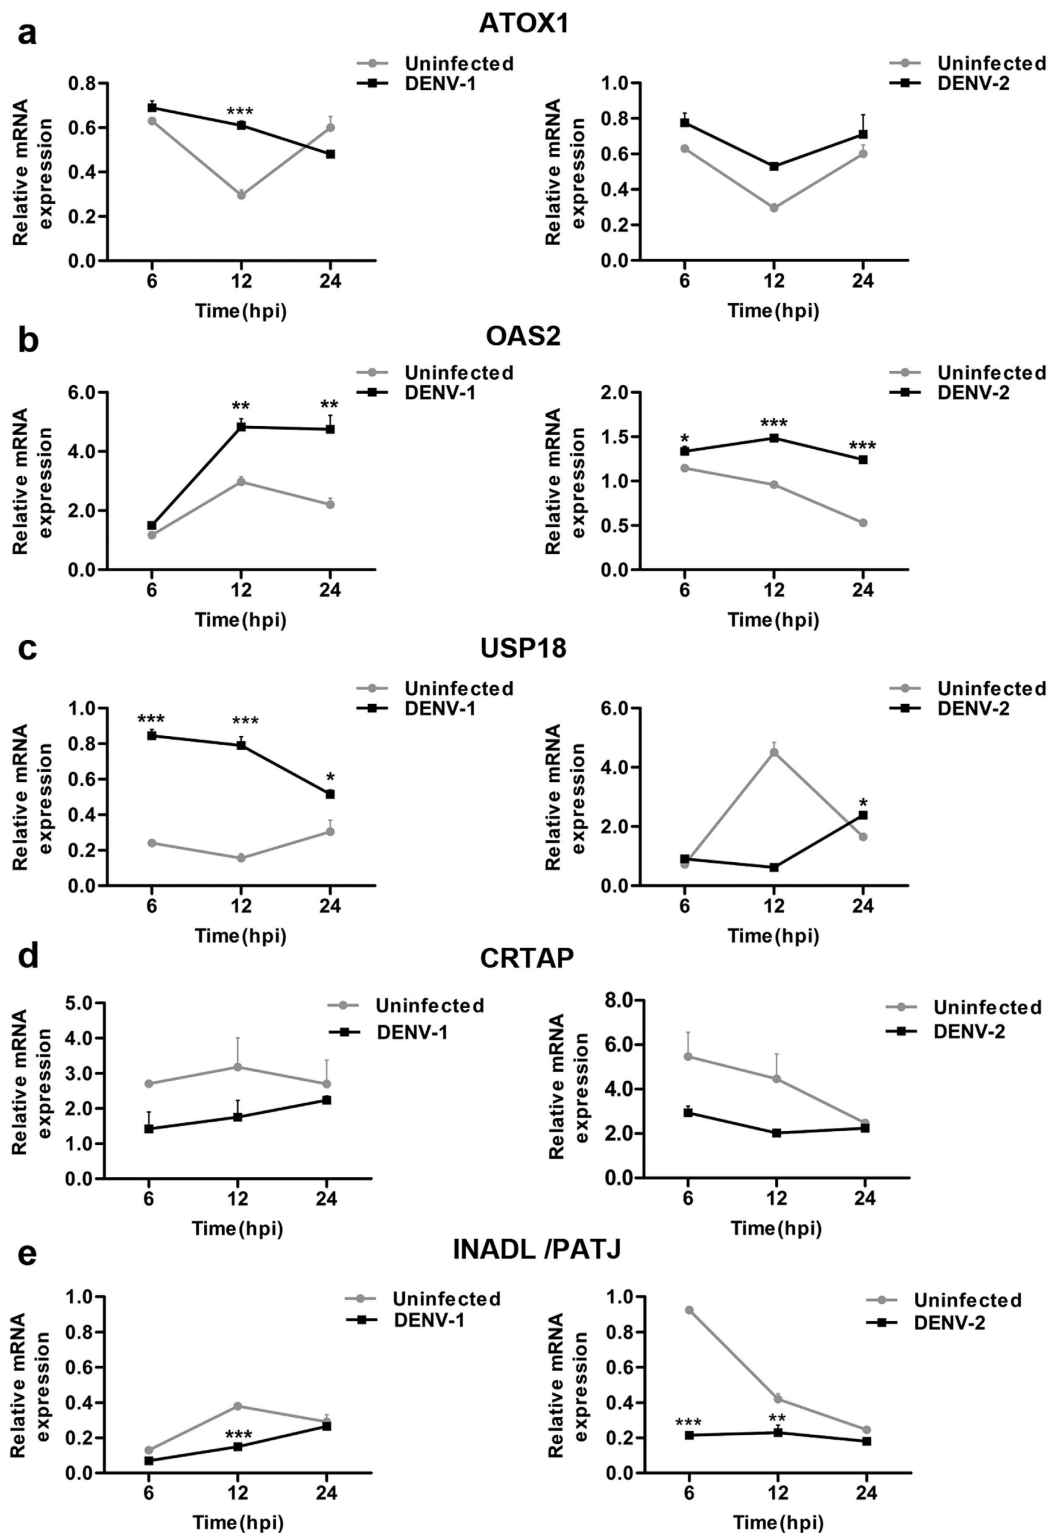 a
ATOX1
Uninfected
DENV-1
Relative mRNA
expression
0.8
0.6
0.4
0.2
0.0
***
6 12 24
Time(hpi)
Uninfected
DENV-2
Relative mRNA
expression
1.0
0.8
0.6
0.4
0.2
0.0
6 12 24
Time(hpi)
b
OAS2
Uninfected
DENV-1
Relative mRNA
expression
6.0
4.0
2.0
0.0
** **
6 12 24
Time(hpi)
Uninfected
DENV-2
Relative mRNA
expression
2.0
1.5
1.0
0.5
0.0
* *** ***
6 12 24
Time(hpi)
c
USP18
Uninfected
DENV-1
Relative mRNA
expression
1.0
0.8
0.6
0.4
0.2
0.0
*** *** *
6 12 24
Time(hpi)
Uninfected
DENV-2
Relative mRNA
expression
6.0
4.0
2.0
0.0
*
6 12 24
Time(hpi)
d
CRTAP
Uninfected
DENV-1
Relative mRNA
expression
5.0
4.0
3.0
2.0
1.0
0.0
6 12 24
Time(hpi)
Uninfected
DENV-2
Relative mRNA
expression
8.0
6.0
4.0
2.0
0.0
6 12 24
Time(hpi)
e
INADL /PATJ
Uninfected
DENV-1
Relative mRNA
expression
1.0
0.8
0.6
0.4
0.2
0.0
***
6 12 24
Time(hpi)
Uninfected
DENV-2
Relative mRNA
expression
1.0
0.8
0.6
0.4
0.2
0.0
*** **
6 12 24
Time(hpi)